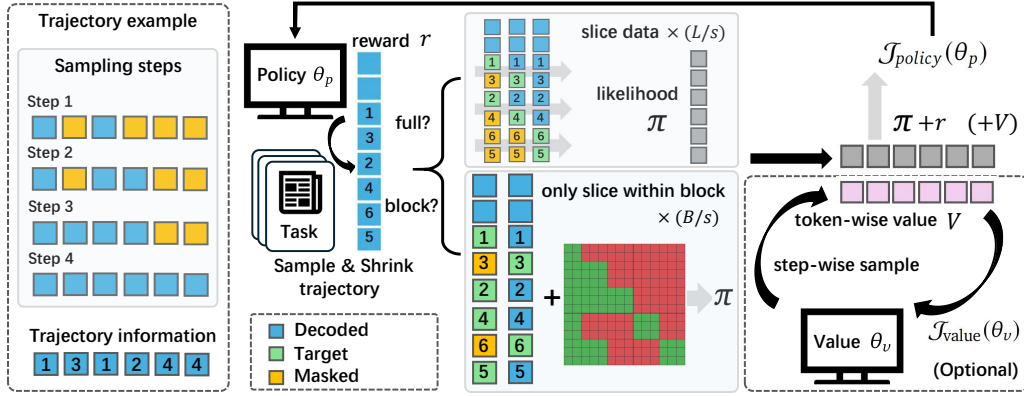 Trajectory example
Sampling steps
Step 1
Step 2
Step 3
Step 4
Trajectory information
1 3 1 2 4 4
Policy θp
Task
reward r
1
3
2
4
6
5
full?
block?
Sample & Shrink
trajectory
Decoded
Target
Masked
slice data × (L/s)
1 1 1
3 3 3
2 2 2
4 4 4
6 6 6
5 5 5
likelihood
π
only slice within block
× (B/s)
1 1
3 3
2 2
4 4
6 6
5 5
+
π
𝒥policy(θp)
π + r (+V)
token-wise value V
step-wise sample
Value θv
𝒥value(θv)
(Optional)